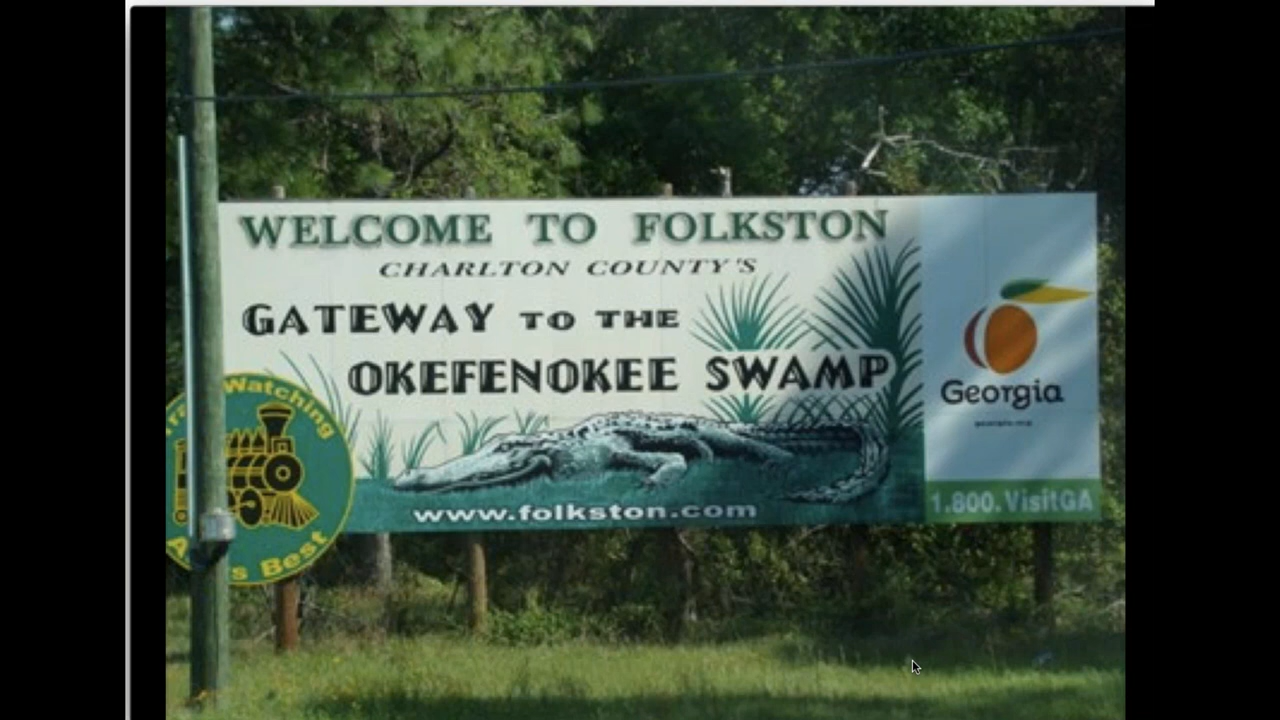 WELCOME TO FOLKSTON
CHARLTON COUNTY'S
GATEWAY TO THE
OKEFENOKEE SWAMP
www.folkston.com
Watching
s Best
Georgia
1.800.VisitGA